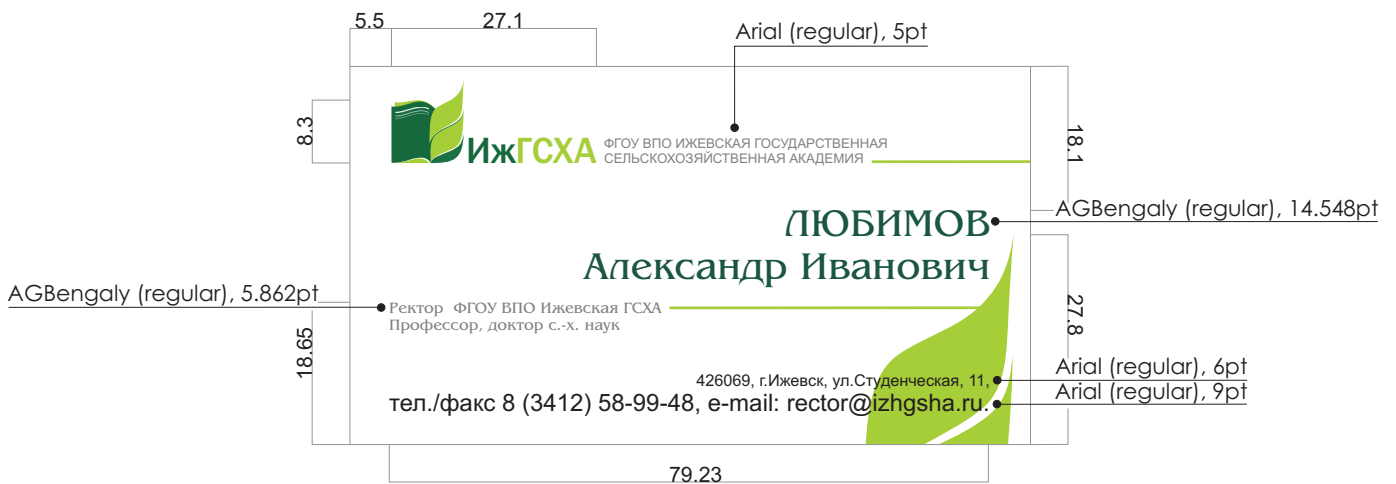 5.5
27.1
Arial (regular), 5pt
8.3
ИжГСХА
ФГОУ ВПО ИЖЕВСКАЯ ГОСУДАРСТВЕННАЯ
СЕЛЬСКОХОЗЯЙСТВЕННАЯ АКАДЕМИЯ
18.1
ЛЮБИМОВ
AGBengaly (regular), 14.548pt
Александр Иванович
AGBengaly (regular), 5.862pt
Ректор ФГОУ ВПО Ижевская ГСХА
Профессор, доктор с.-х. наук
27.8
18.65
426069, г.Ижевск, ул.Студенческая, 11,
Arial (regular), 6pt
тел./факс 8 (3412) 58-99-48, e-mail: rector@izhgsha.ru.
Arial (regular), 9pt
79.23